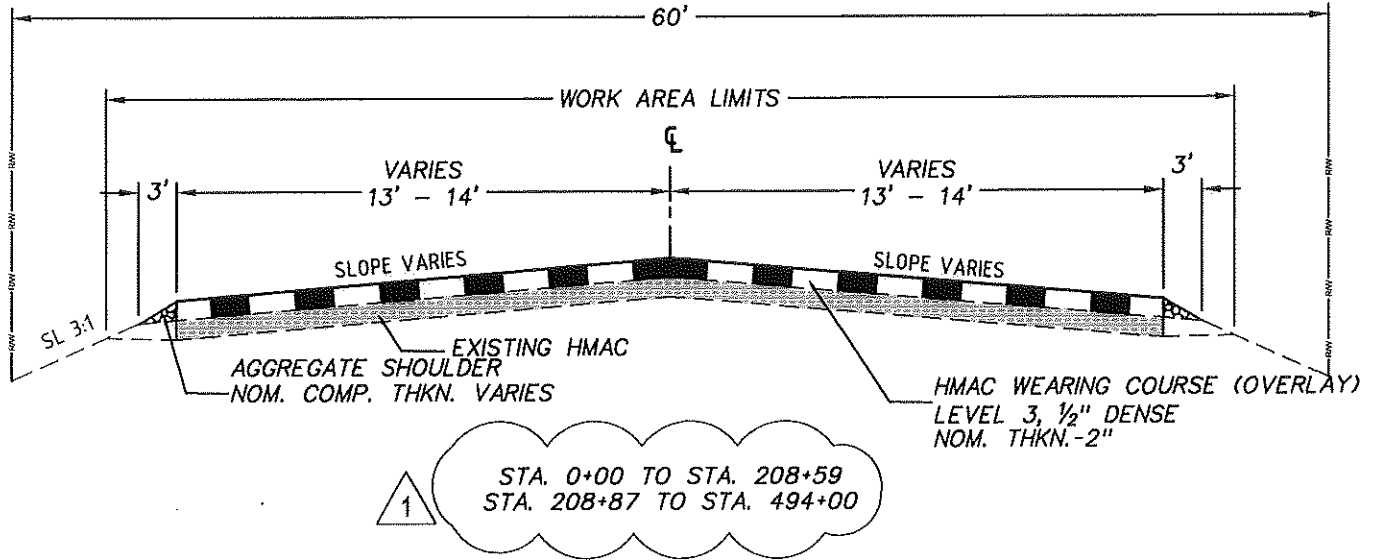 60'
WORK AREA LIMITS
℄
VARIES
13' - 14'
VARIES
13' - 14'
3'
3'
SLOPE VARIES
SLOPE VARIES
SL 3:1
EXISTING HMAC
AGGREGATE SHOULDER
NOM. COMP. THKN. VARIES
HMAC WEARING COURSE (OVERLAY)
LEVEL 3, ½" DENSE
NOM. THKN.-2"
STA. 0+00 TO STA. 208+59
STA. 208+87 TO STA. 494+00
1
R/W
R/W
R/W
R/W
R/W
R/W